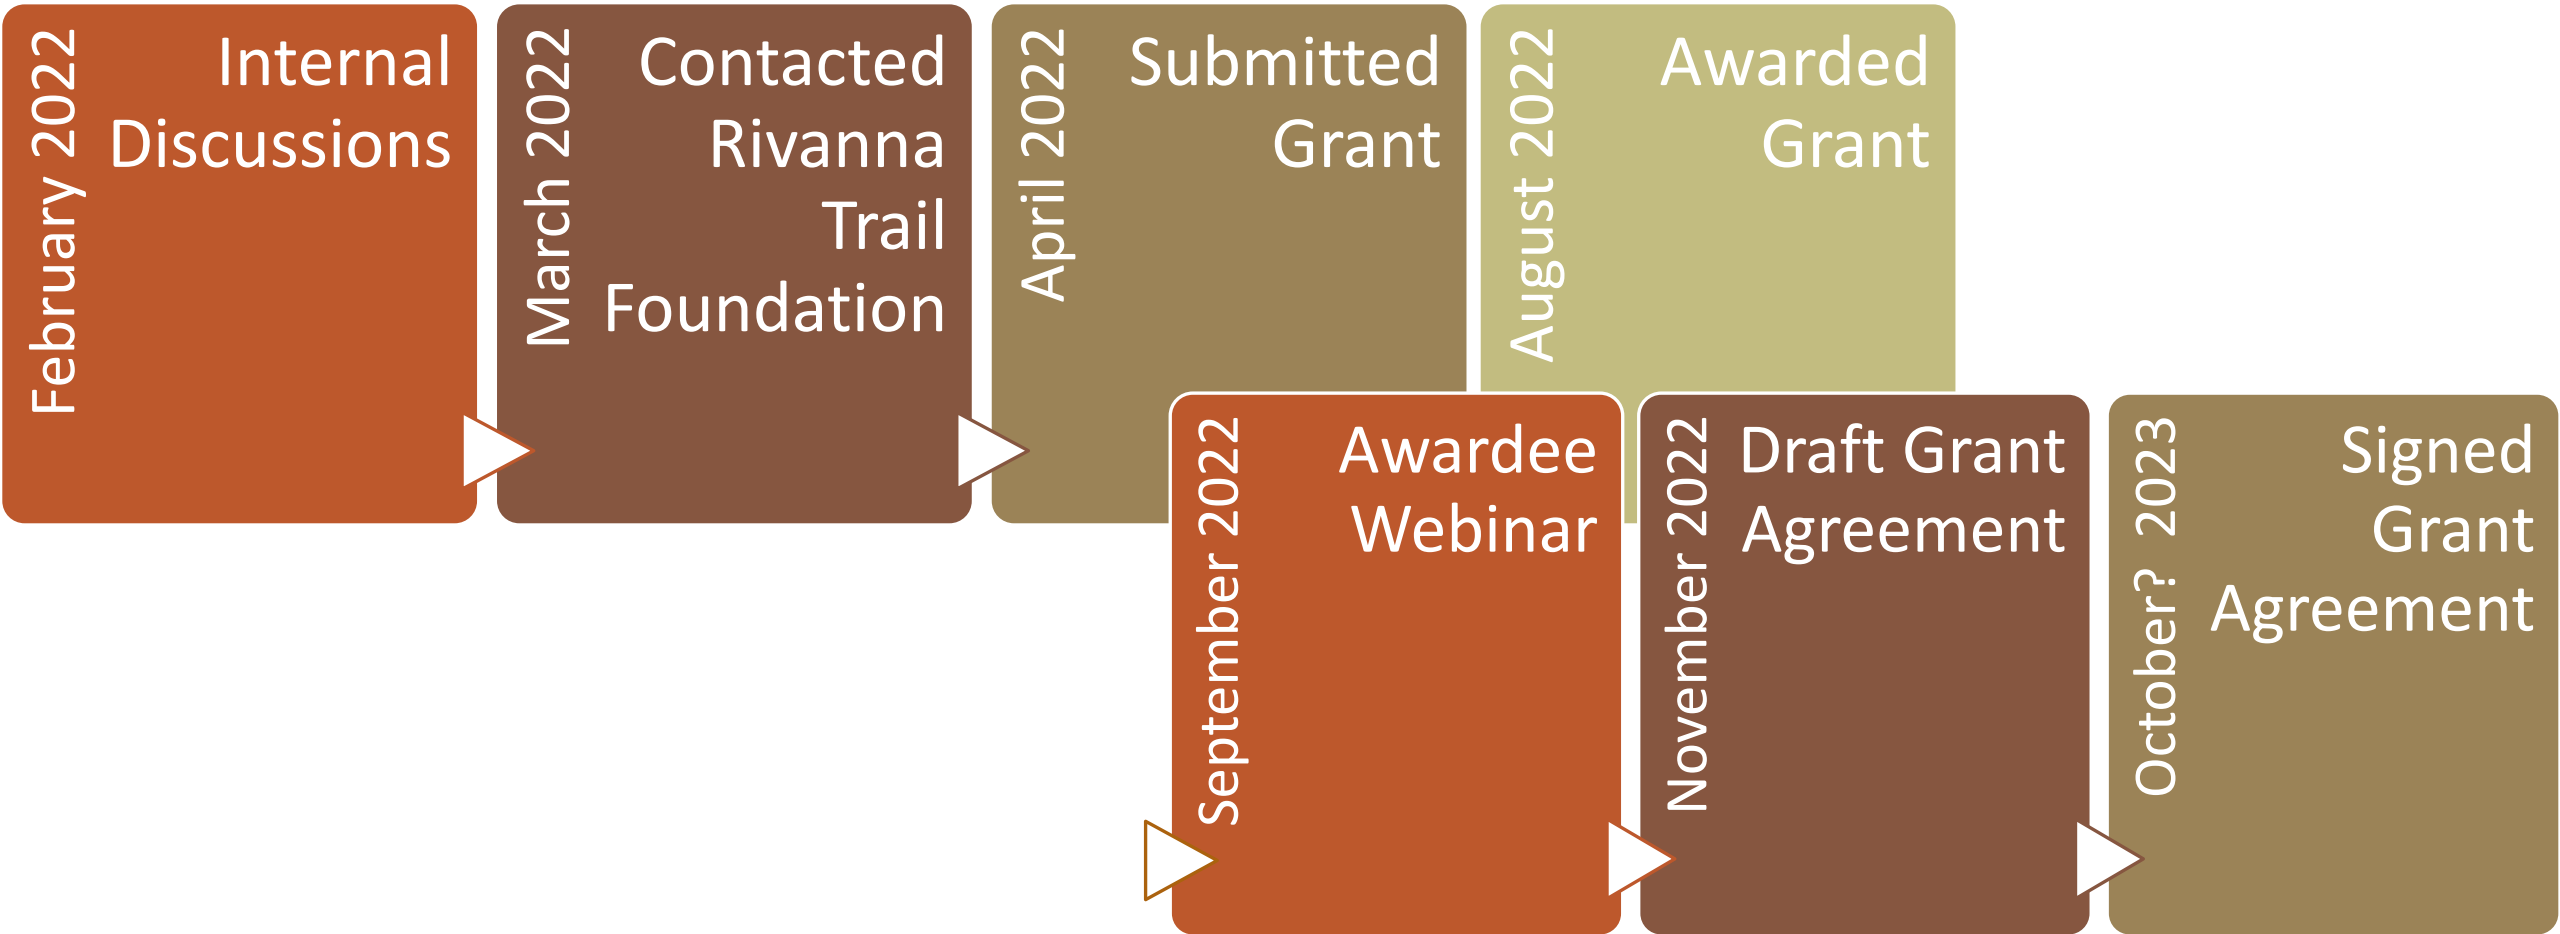 February 2022
Internal
Discussions
March 2022
Contacted
Rivanna
Trail
Foundation
April 2022
Submitted
Grant
August 2022
Awarded
Grant
September 2022
Awardee
Webinar
November 2022
Draft Grant
Agreement
October? 2023
Signed
Grant
Agreement